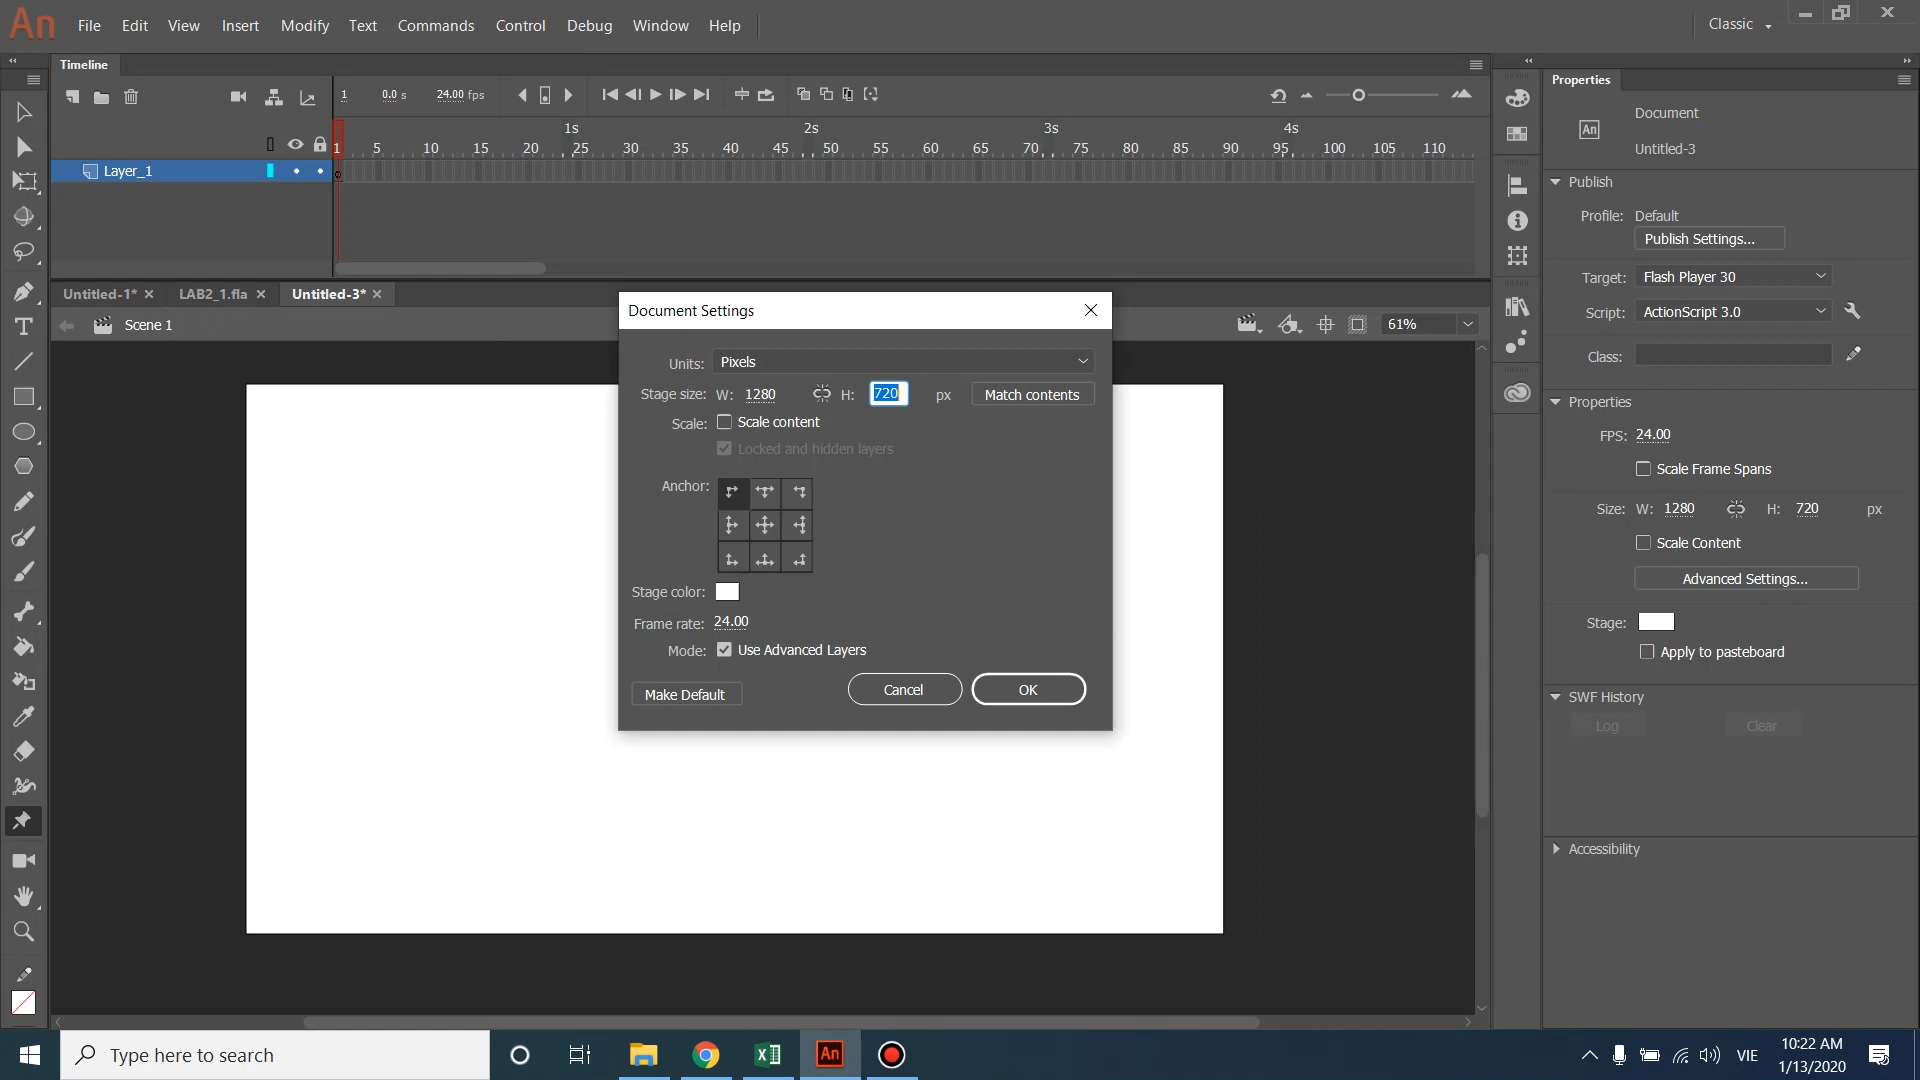 An File Edit View Insert Modify Text Commands Control Debug Window Help Classic
Timeline
1 0.0 s 24.00 fps
1s 2s 3s 4s
1 5 10 15 20 25 30 35 40 45 50 55 60 65 70 75 80 85 90 95 100 105 110
Layer_1
Untitled-1* LAB2_1.fla Untitled-3*
Scene 1 61%
Document Settings
Units: Pixels
Stage size: W: 1280 H: 720 px Match contents
Scale: Scale content
Locked and hidden layers
Anchor:
Stage color:
Frame rate: 24.00
Mode: Use Advanced Layers
Make Default Cancel OK
Properties
An Document
Untitled-3
Publish
Profile: Default
Publish Settings...
Target: Flash Player 30
Script: ActionScript 3.0
Class:
Properties
FPS: 24.00
Scale Frame Spans
Size: W: 1280 H: 720 px
Scale Content
Advanced Settings...
Stage:
Apply to pasteboard
SWF History
Log Clear
Accessibility
Type here to search
An
VIE
10:22 AM
1/13/2020